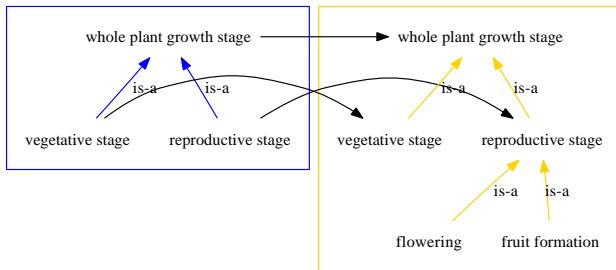 whole plant growth stage
whole plant growth stage
is-a
is-a
is-a
is-a
vegetative stage
reproductive stage
vegetative stage
reproductive stage
is-a
is-a
flowering
fruit formation